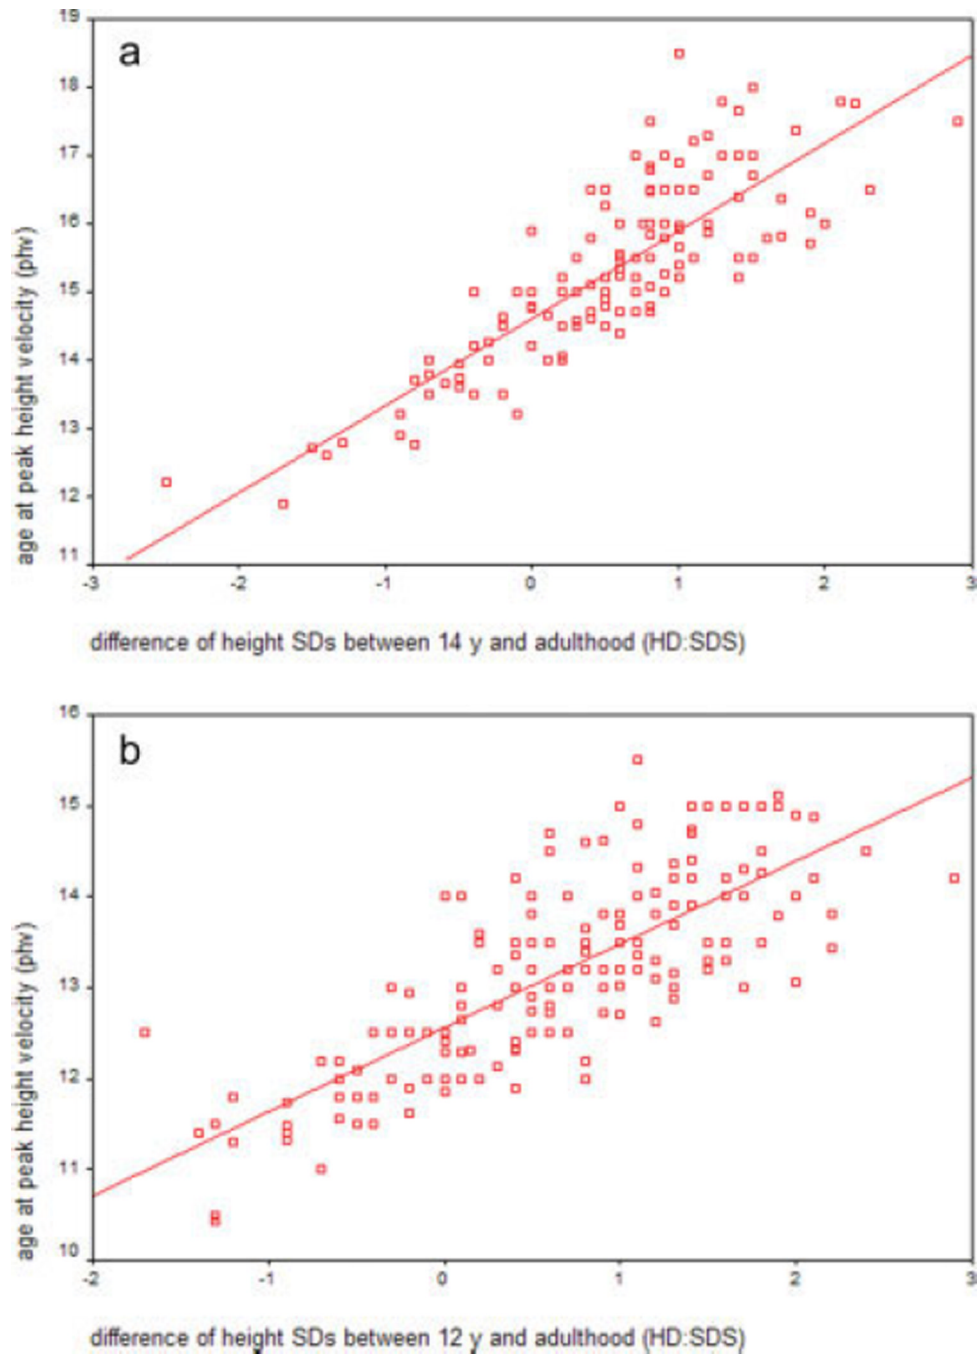 19
a
18
17
16
15
14
13
12
11
age at peak height velocity (phv)
-3 -2 -1 0 1 2 3
difference of height SDs between 14 y and adulthood (HD:SDS)
16
b
15
14
13
12
11
10
age at peak height velocity (phv)
-2 -1 0 1 2 3
difference of height SDs between 12 y and adulthood (HD:SDS)